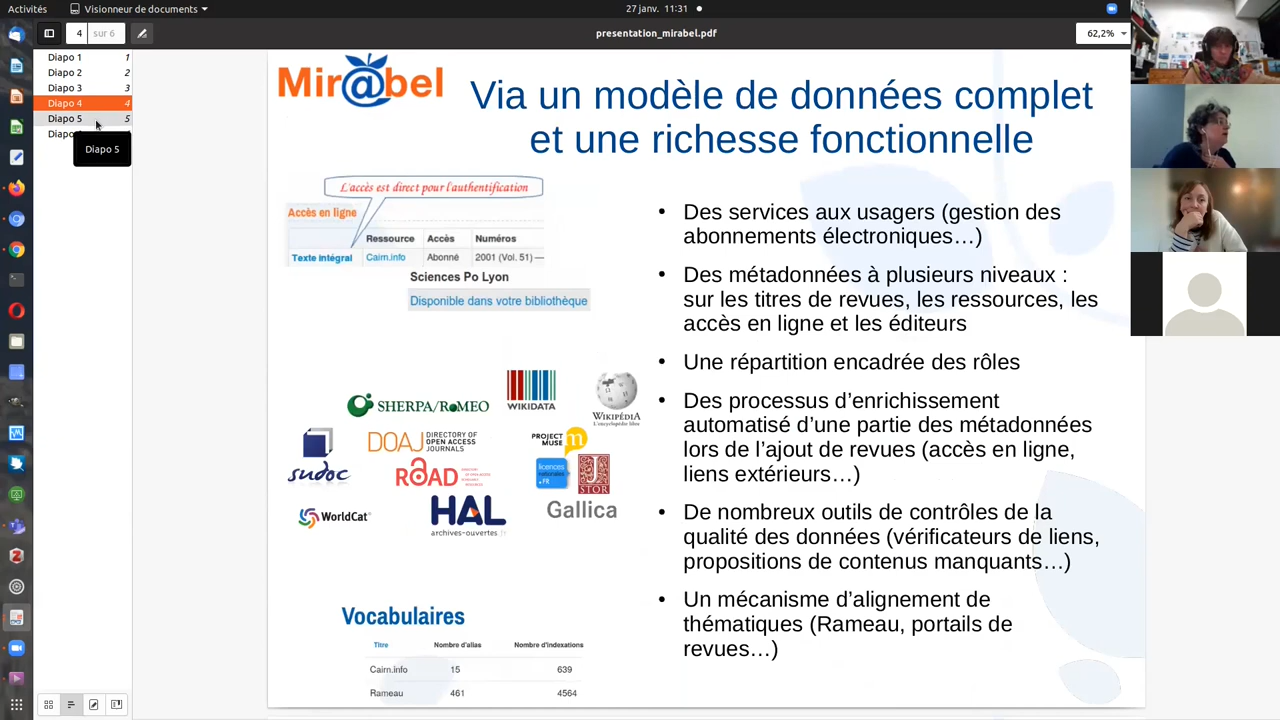 Activités
Visionneur de documents
27 janv. 11:31
4 sur 6
presentation_mirabel.pdf
62,2%
Diapo 1 1
Diapo 2 2
Diapo 3 3
Diapo 4 4
Diapo 5 5
Diapo
Diapo 5
Mir@bel
Via un modèle de données complet
et une richesse fonctionnelle
L'accès est direct pour l'authentification
Accès en ligne
Ressource Accès Numéros
Texte intégral Cairn.info Abonné 2001 (Vol. 51) —
Sciences Po Lyon
Disponible dans votre bibliothèque
SHERPA/RoMEO
WIKIDATA
WIKIPÉDIA
L'encyclopédie libre
DOAJ DIRECTORY OF
OPEN ACCESS
JOURNALS
PROJECT
MUSE
sudoc
ROAD
licences
nationales
.FR
JSTOR
WorldCat
HAL
archives-ouvertes.fr
Gallica
Vocabulaires
Titre Nombre d'alias Nombre d'indexations
Cairn.info 15 639
Rameau 461 4564
• Des services aux usagers (gestion des
abonnements électroniques…)
• Des métadonnées à plusieurs niveaux :
sur les titres de revues, les ressources, les
accès en ligne et les éditeurs
• Une répartition encadrée des rôles
• Des processus d’enrichissement
automatisé d’une partie des métadonnées
lors de l’ajout de revues (accès en ligne,
liens extérieurs…)
• De nombreux outils de contrôles de la
qualité des données (vérificateurs de liens,
propositions de contenus manquants…)
• Un mécanisme d’alignement de
thématiques (Rameau, portails de
revues…)